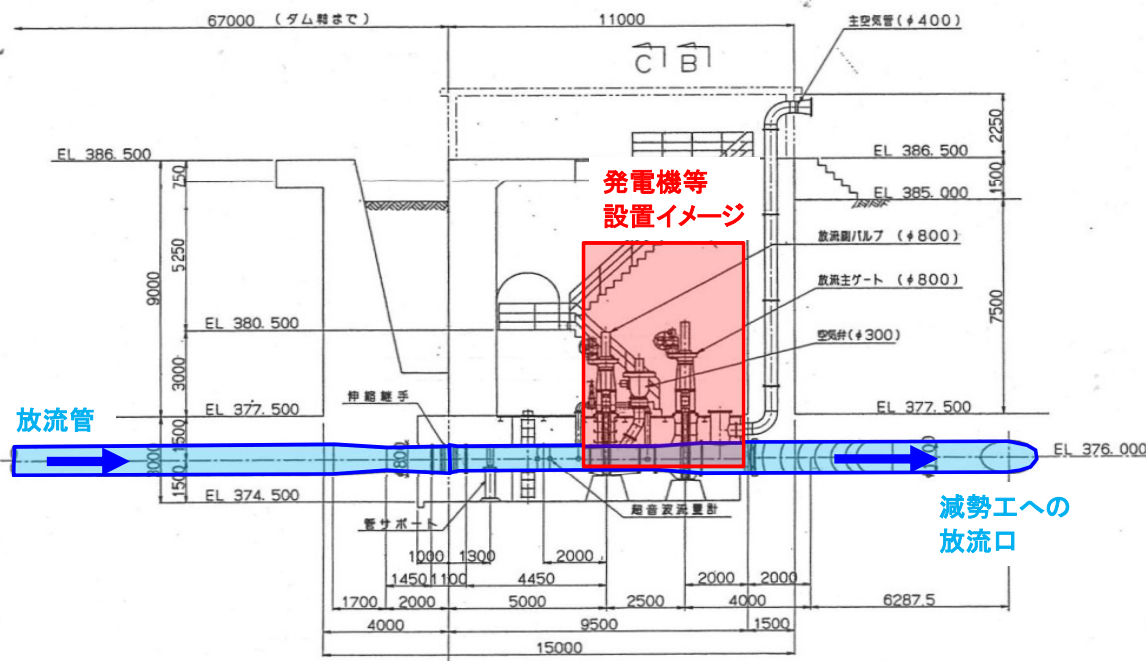 67000 (ダム軸まで)
11000
主空気管(φ400)
C
B
2250
EL 386.500
EL 386.500
750
1500
発電機等
設置イメージ
EL 385.000
放流副バルブ (φ800)
5250
9000
放流主ゲート (φ800)
7500
EL 380.500
空気弁(φ300)
3000
伸縮継手
EL 377.500
EL 377.500
放流管
1500
3000
EL 376.000
1500
EL 374.500
超音波流量計
管サポート
減勢工への
放流口
1000
1300
2000
1450
1100
4450
2000
2000
1700
2000
5000
2500
4000
6287.5
4000
9500
1500
15000